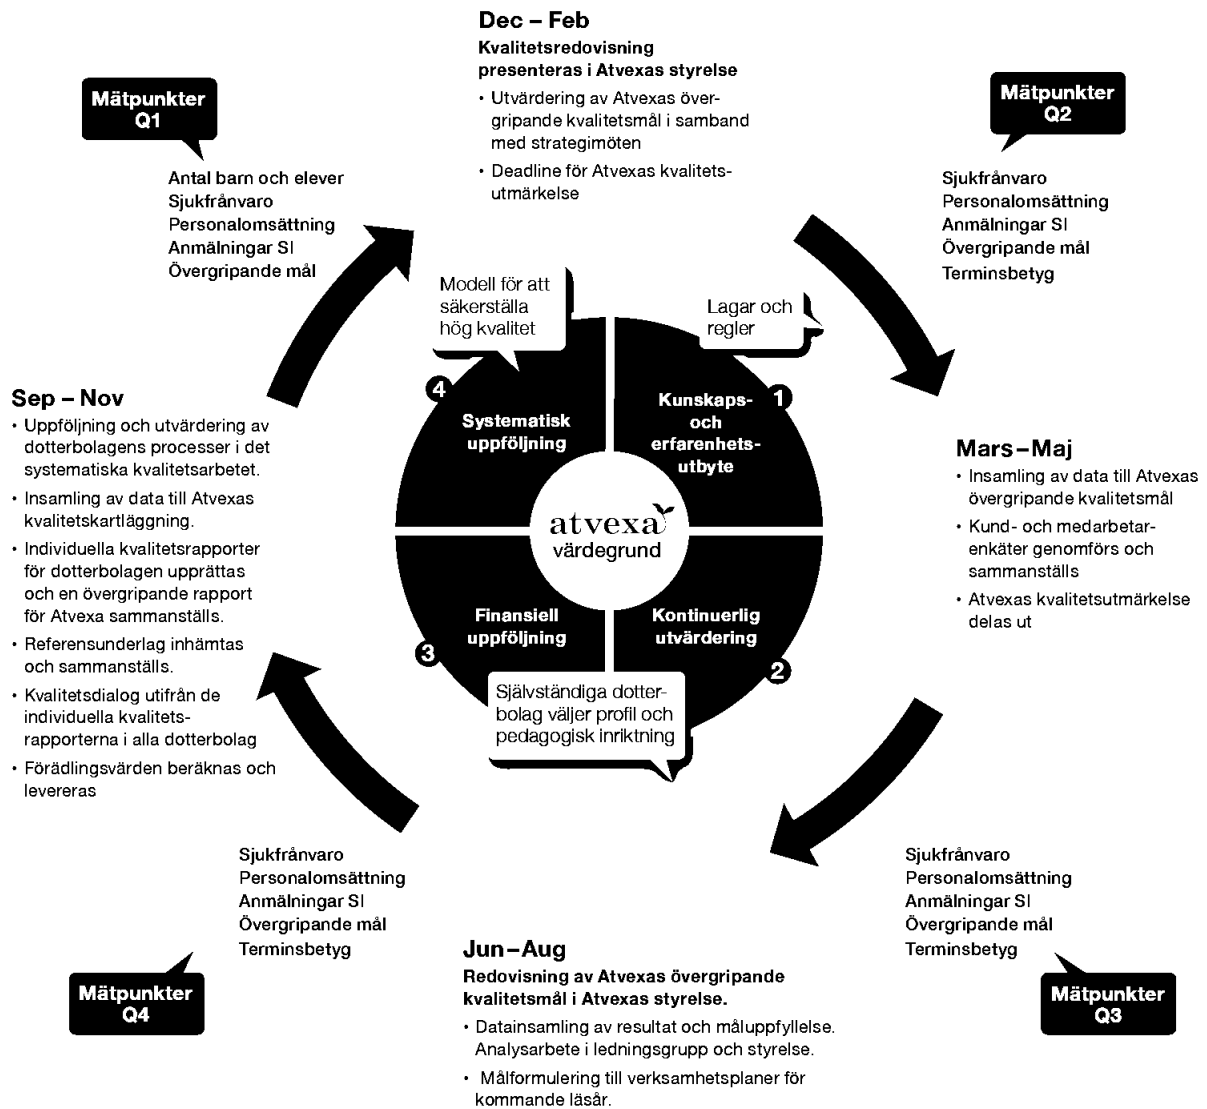 Dec – Feb
Kvalitetsredovisning
presenteras i Atvexas styrelse
• Utvärdering av Atvexas över-
gripande kvalitetsmål i samband
med strategimöten
• Deadline för Atvexas kvalitets-
utmärkelse
Mätpunkter
Q1
Antal barn och elever
Sjukfrånvaro
Personalomsättning
Anmälningar SI
Övergripande mål
Mätpunkter
Q2
Sjukfrånvaro
Personalomsättning
Anmälningar SI
Övergripande mål
Terminsbetyg
Modell för att
säkerställa
hög kvalitet
Lagar och
regler
4
Systematisk
uppföljning
1
Kunskaps-
och
erfarenhets-
utbyte
atvexa
värdegrund
Finansiell
uppföljning
3
Kontinuerlig
utvärdering
2
Självständiga dotter-
bolag väljer profil och
pedagogisk inriktning
Sep – Nov
• Uppföljning och utvärdering av
dotterbolagens processer i det
systematiska kvalitetsarbetet.
• Insamling av data till Atvexas
kvalitetskartläggning.
• Individuella kvalitetsrapporter
för dotterbolagen upprättas
och en övergripande rapport
för Atvexa sammanställs.
• Referensunderlag inhämtas
och sammanställs.
• Kvalitetsdialog utifrån de
individuella kvalitets-
rapporterna i alla dotterbolag
• Förädlingsvärden beräknas och
levereras
Mars – Maj
• Insamling av data till Atvexas
övergripande kvalitetsmål
• Kund- och medarbetar-
enkäter genomförs och
sammanställs
• Atvexas kvalitetsutmärkelse
delas ut
Sjukfrånvaro
Personalomsättning
Anmälningar SI
Övergripande mål
Terminsbetyg
Mätpunkter
Q4
Sjukfrånvaro
Personalomsättning
Anmälningar SI
Övergripande mål
Terminsbetyg
Mätpunkter
Q3
Jun – Aug
Redovisning av Atvexas övergripande
kvalitetsmål i Atvexas styrelse.
• Datainsamling av resultat och måluppfyllelse.
Analysarbete i ledningsgrupp och styrelse.
• Målformulering till verksamhetsplaner för
kommande läsår.